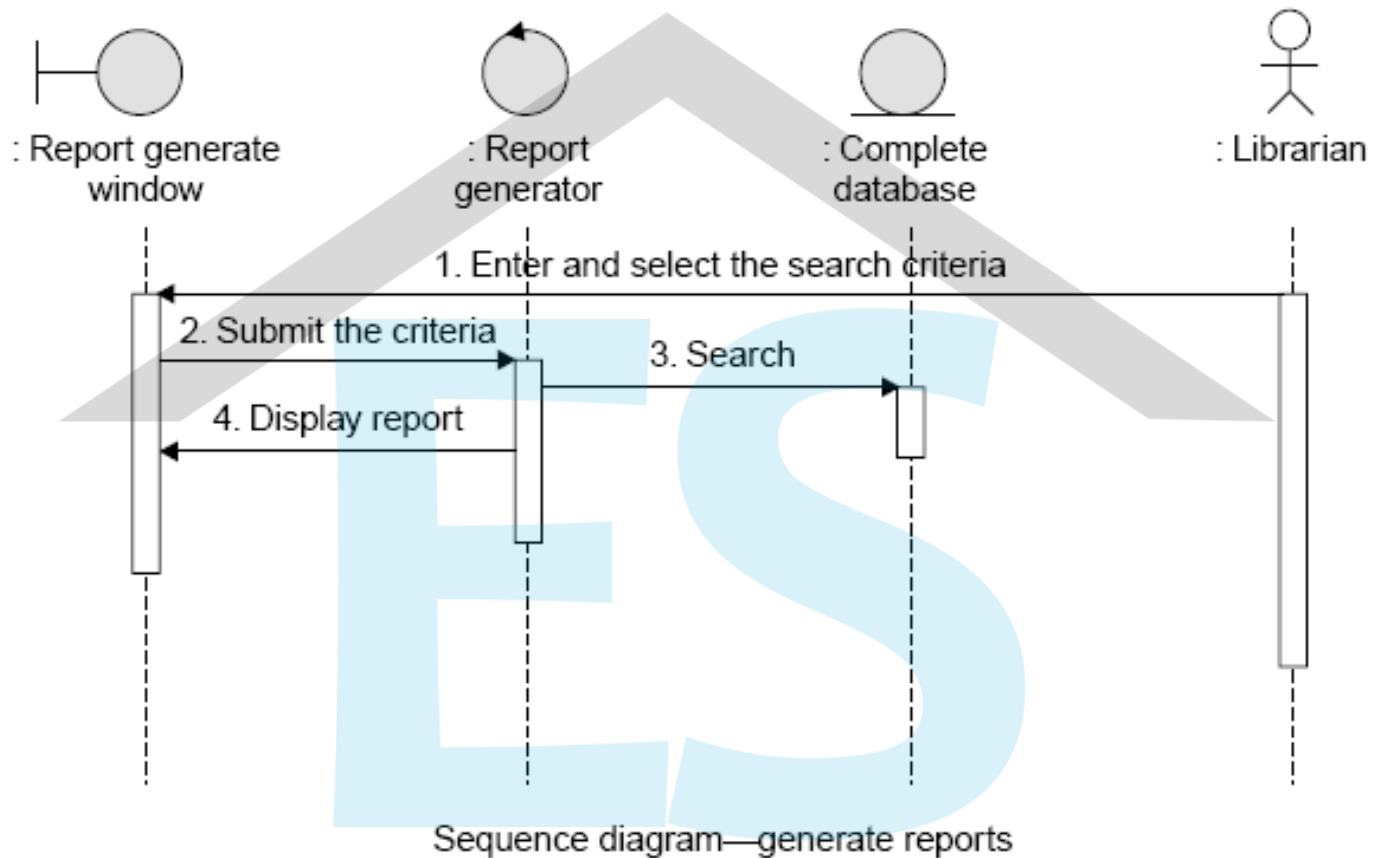 : Report generate
window
: Report
generator
: Complete
database
: Librarian
1. Enter and select the search criteria
2. Submit the criteria
3. Search
4. Display report
ES
Sequence diagram—generate reports